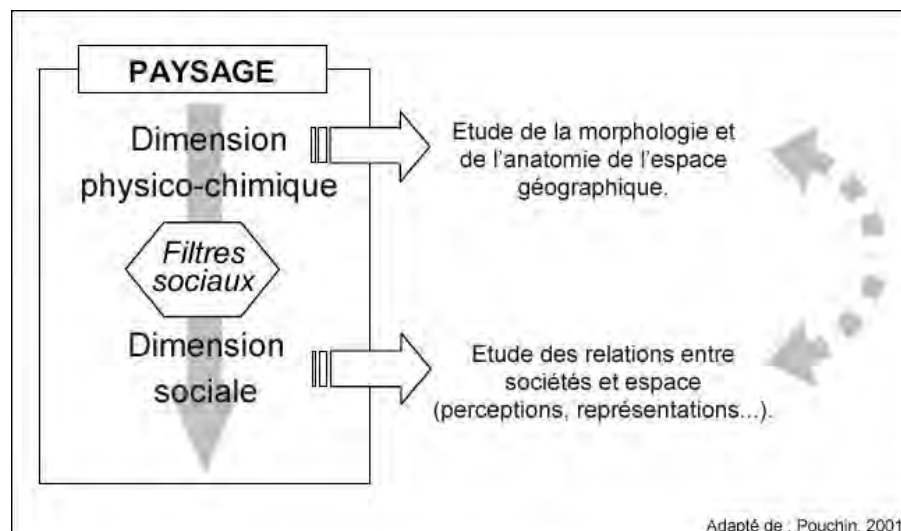 PAYSAGE
Dimension
physico-chimique
Filtres
sociaux
Dimension
sociale
Etude de la morphologie et
de l'anatomie de l'espace
géographique.
Etude des relations entre
sociétés et espace
(perceptions, représentations...).
Adapté de : Pouchin, 2001